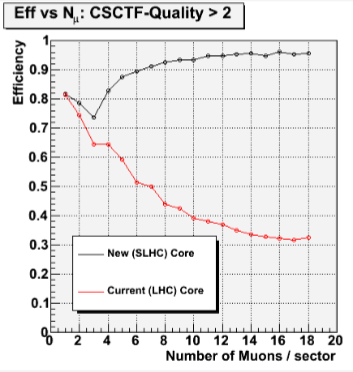 Eff vs Nμ: CSCTF-Quality > 2
Efficiency
1
0.9
0.8
0.7
0.6
0.5
0.4
0.3
0.2
0.1
0
New (SLHC) Core
Current (LHC) Core
0 2 4 6 8 10 12 14 16 18 20
Number of Muons / sector